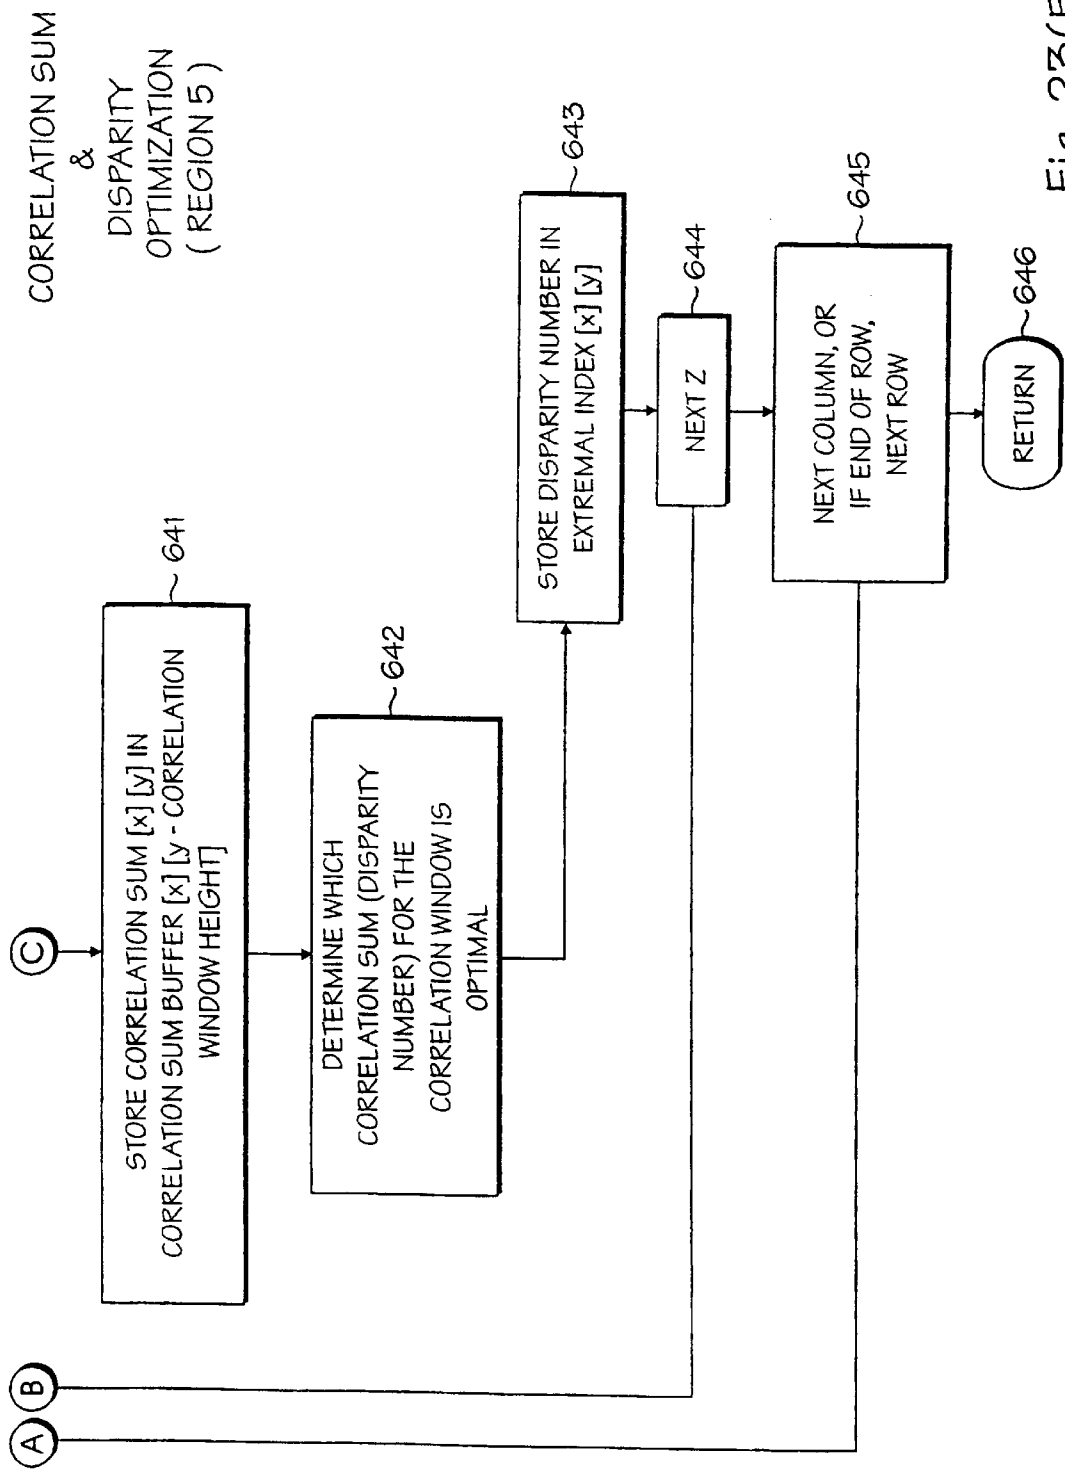 CORRELATION SUM
&
DISPARITY
OPTIMIZATION
( REGION 5 )
A
B
C
STORE CORRELATION SUM [x] [y] IN
CORRELATION SUM BUFFER [x] [y - CORRELATION
WINDOW HEIGHT]
641
DETERMINE WHICH
CORRELATION SUM (DISPARITY
NUMBER) FOR THE
CORRELATION WINDOW IS
OPTIMAL
642
STORE DISPARITY NUMBER IN
EXTREMAL INDEX [x] [y]
643
NEXT Z
644
NEXT COLUMN, OR
IF END OF ROW,
NEXT ROW
645
RETURN
646